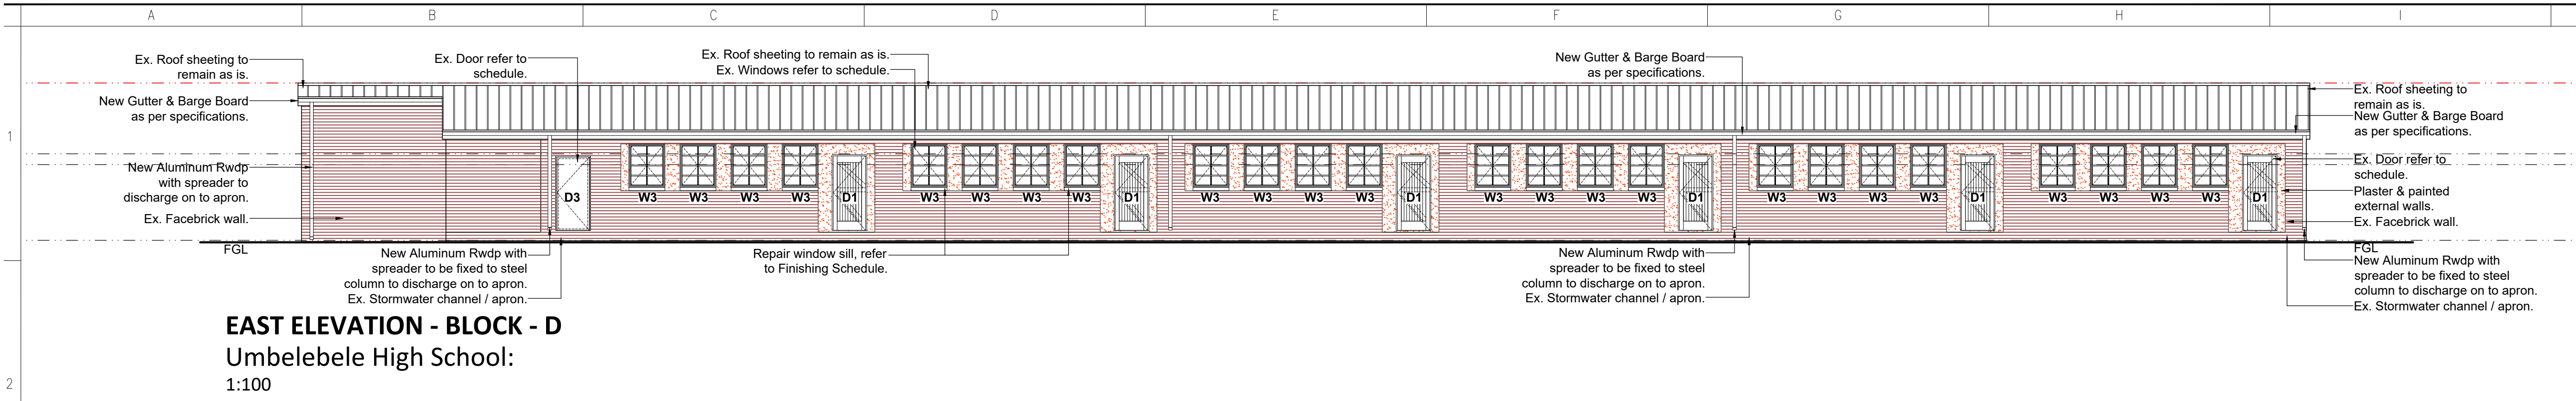 A B C D E F G H I
1
2
Ex. Roof sheeting to
remain as is.
New Gutter & Barge Board
as per specifications.
New Aluminum Rwdp
with spreader to
discharge on to apron.
Ex. Facebrick wall.
FGL
Ex. Door refer to
schedule.
Ex. Roof sheeting to remain as is.
Ex. Windows refer to schedule.
New Gutter & Barge Board
as per specifications.
Ex. Roof sheeting to
remain as is.
New Gutter & Barge Board
as per specifications.
Ex. Door refer to
schedule.
Plaster & painted
external walls.
Ex. Facebrick wall.
FGL
New Aluminum Rwdp with
spreader to be fixed to steel
column to discharge on to apron.
Ex. Stormwater channel / apron.
D3 W3 W3 W3 W3 D1 W3 W3 W3 W3 D1 W3 W3 W3 W3 D1 W3 W3 W3 W3 D1 W3 W3 W3 W3 D1 W3 W3 W3 W3 D1
New Aluminum Rwdp with
spreader to be fixed to steel
column to discharge on to apron.
Ex. Stormwater channel / apron.
Repair window sill, refer
to Finishing Schedule.
New Aluminum Rwdp with
spreader to be fixed to steel
column to discharge on to apron.
Ex. Stormwater channel / apron.
EAST ELEVATION - BLOCK - D
Umbelebele High School:
1:100